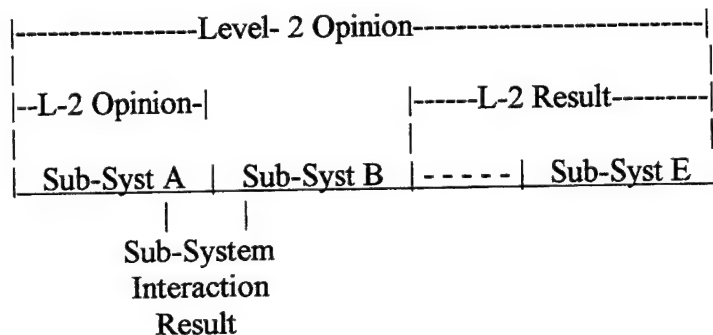 |-----------------Level- 2 Opinion---------------------------|
|--L-2 Opinion-| |------L-2 Result---------|
Sub-Syst A | Sub-Syst B | - - - - - | Sub-Syst E
Sub-System
Interaction
Result